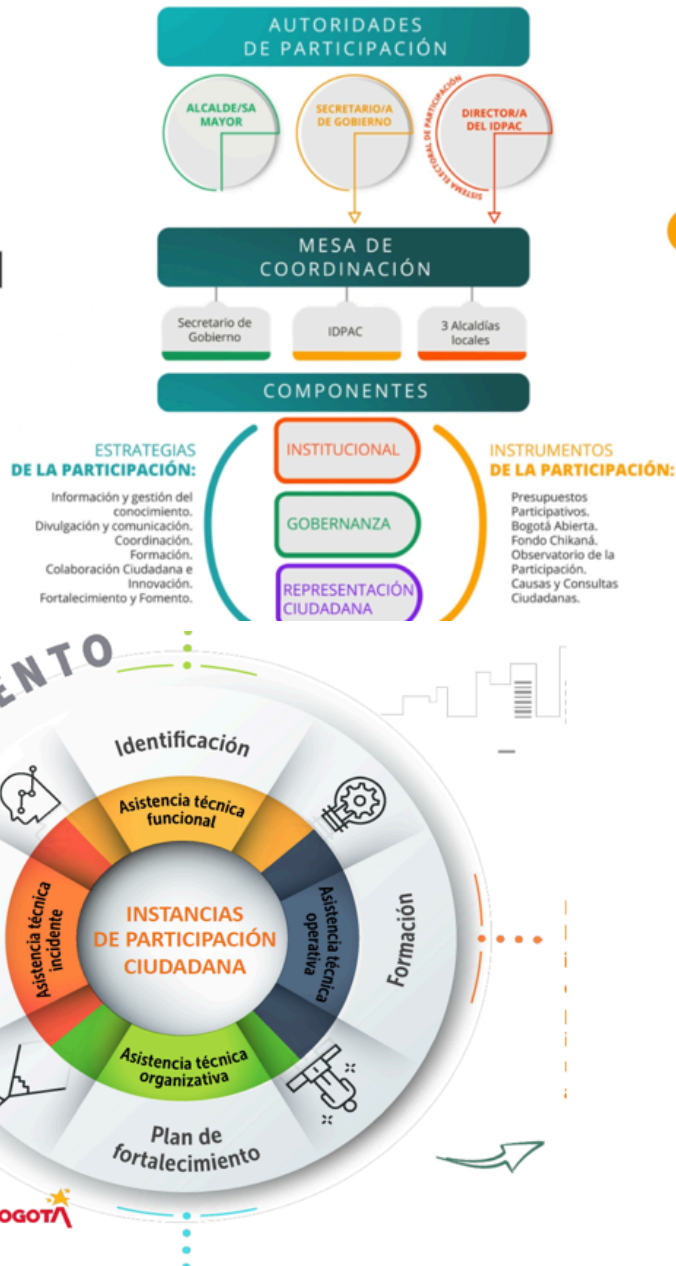 AUTORIDADES
DE PARTICIPACIÓN
ALCALDE/SA
MAYOR
SECRETARIO/A
DE GOBIERNO
SISTEMA ELECTORAL DE PARTICIPACIÓN
DIRECTOR/A
DEL IDPAC
MESA DE
COORDINACIÓN
Secretario de
Gobierno
IDPAC
3 Alcaldías
locales
COMPONENTES
ESTRATEGIAS
DE LA PARTICIPACIÓN:
Información y gestión del
conocimiento.
Divulgación y comunicación.
Coordinación.
Formación.
Colaboración Ciudadana e
Innovación.
Fortalecimiento y Fomento.
INSTITUCIONAL
GOBERNANZA
REPRESENTACIÓN
CIUDADANA
INSTRUMENTOS
DE LA PARTICIPACIÓN:
Presupuestos
Participativos.
Bogotá Abierta.
Fondo Chikaná.
Observatorio de la
Participación.
Causas y Consultas
Ciudadanas.
ENTO
Identificación
Asistencia técnica
funcional
Asistencia técnica
incidente
INSTANCIAS
DE PARTICIPACIÓN
CIUDADANA
Asistencia técnica
operativa
Formación
Asistencia técnica
organizativa
Plan de
fortalecimiento
OGOTÁ